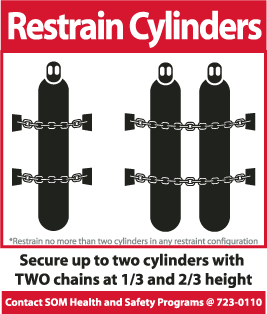 Restrain Cylinders
*Restrain no more than two cylinders in any restraint configuration
Secure up to two cylinders with
TWO chains at 1/3 and 2/3 height
Contact SOM Health and Safety Programs @ 723-0110